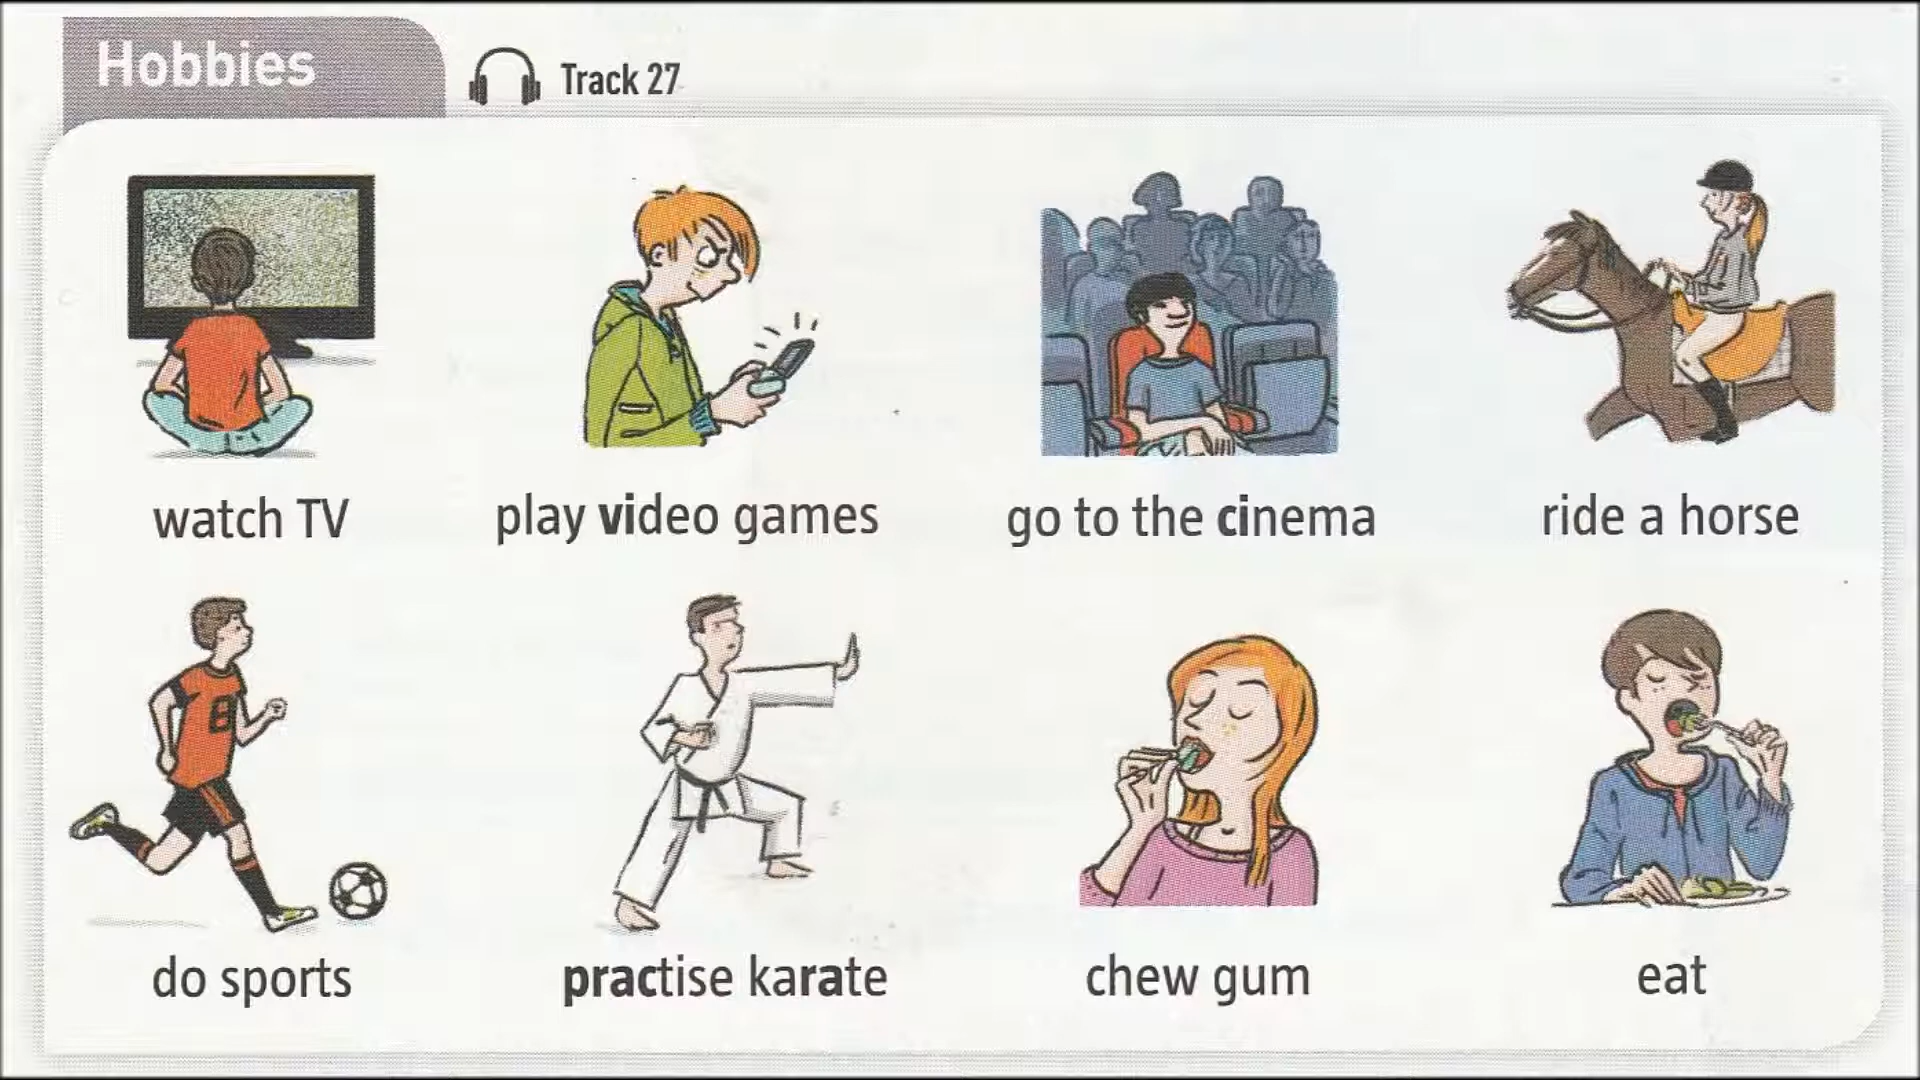 Hobbies
Track 27
watch TV
play video games
go to the cinema
ride a horse
do sports
practise karate
chew gum
eat